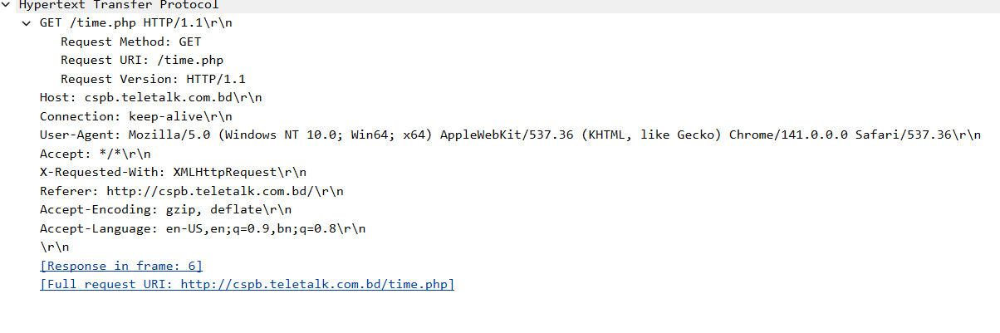 Hypertext Transfer Protocol
GET /time.php HTTP/1.1\r\n
Request Method: GET
Request URI: /time.php
Request Version: HTTP/1.1
Host: cspb.teletalk.com.bd\r\n
Connection: keep-alive\r\n
User-Agent: Mozilla/5.0 (Windows NT 10.0; Win64; x64) AppleWebKit/537.36 (KHTML, like Gecko) Chrome/141.0.0.0 Safari/537.36\r\n
Accept: */*\r\n
X-Requested-With: XMLHttpRequest\r\n
Referer: http://cspb.teletalk.com.bd/\r\n
Accept-Encoding: gzip, deflate\r\n
Accept-Language: en-US,en;q=0.9,bn;q=0.8\r\n
\r\n
[Response in frame: 6]
[Full request URI: http://cspb.teletalk.com.bd/time.php]